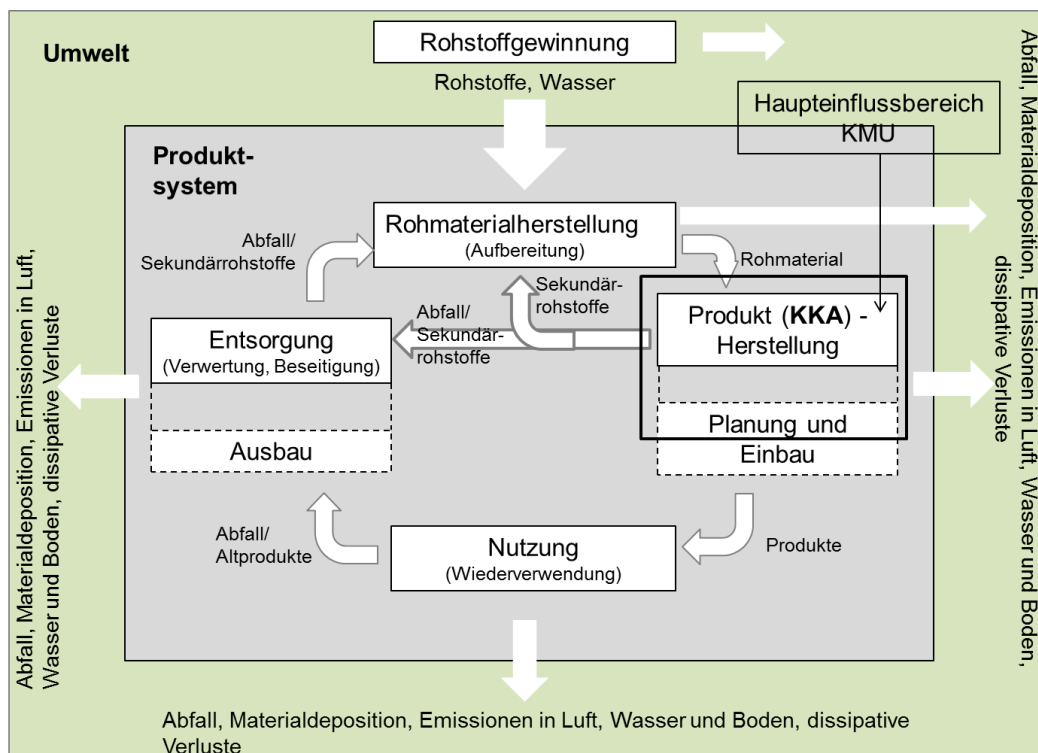 Umwelt
Rohstoffgewinnung
Rohstoffe, Wasser
Haupteinflussbereich
KMU
Produkt-
system
Rohmaterialherstellung
(Aufbereitung)
Abfall/
Sekundärrohstoffe
Rohmaterial
Sekundär-
rohstoffe
Abfall/
Sekundär-
rohstoffe
Produkt (KKA) -
Herstellung
Entsorgung
(Verwertung, Beseitigung)
Planung und
Einbau
Ausbau
Abfall/
Altprodukte
Nutzung
(Wiederverwendung)
Produkte
Abfall, Materialdeposition, Emissionen in Luft,
Wasser und Boden, dissipative Verluste
Abfall, Materialdeposition, Emissionen in Luft, Wasser und Boden,
dissipative Verluste
Abfall, Materialdeposition, Emissionen in Luft, Wasser und Boden, dissipative
Verluste